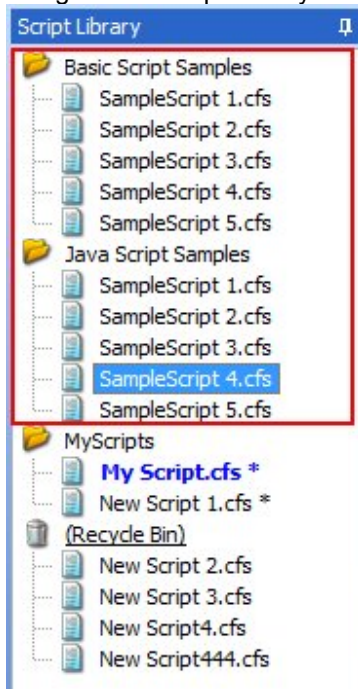 Script Library
Basic Script Samples
SampleScript 1.cfs
SampleScript 2.cfs
SampleScript 3.cfs
SampleScript 4.cfs
SampleScript 5.cfs
Java Script Samples
SampleScript 1.cfs
SampleScript 2.cfs
SampleScript 3.cfs
SampleScript 4.cfs
SampleScript 5.cfs
MyScripts
My Script.cfs *
New Script 1.cfs *
(Recycle Bin)
New Script 2.cfs
New Script 3.cfs
New Script4.cfs
New Script444.cfs